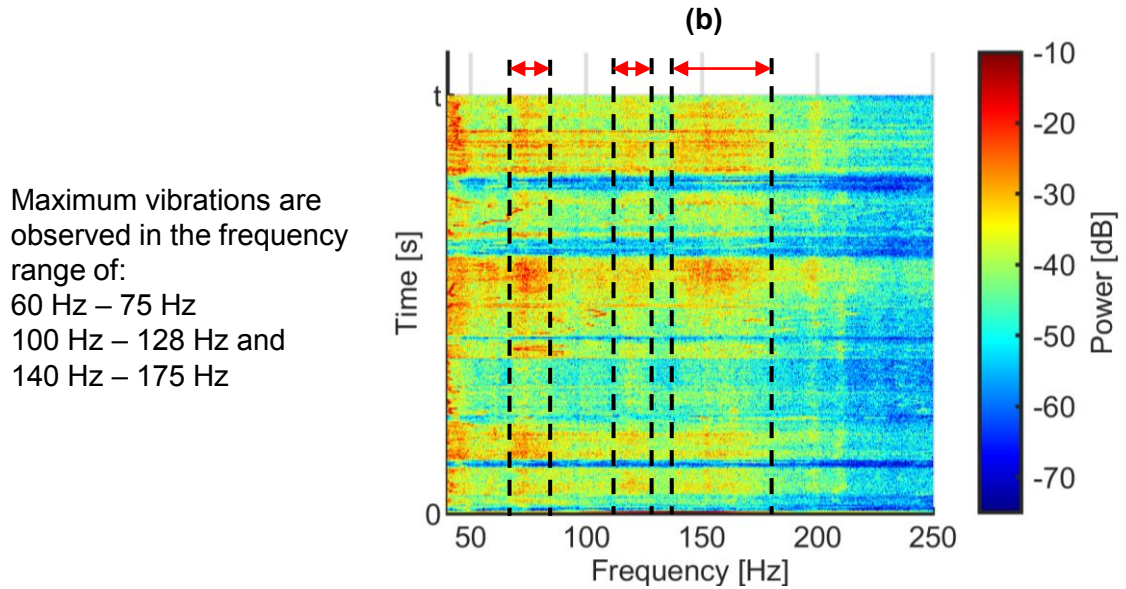 (b)
Maximum vibrations are
observed in the frequency
range of:
60 Hz – 75 Hz
100 Hz – 128 Hz and
140 Hz – 175 Hz
Time [s]
t
0
50 100 150 200 250
Frequency [Hz]
-10
-20
-30
-40
-50
-60
-70
Power [dB]